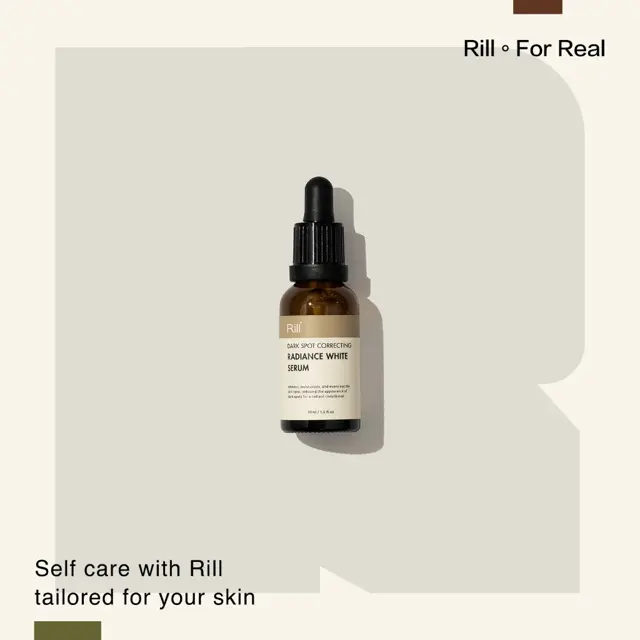 Rill For Real
Rill
DARK SPOT CORRECTING
RADIANCE WHITE
SERUM
Self care with Rill
tailored for your skin